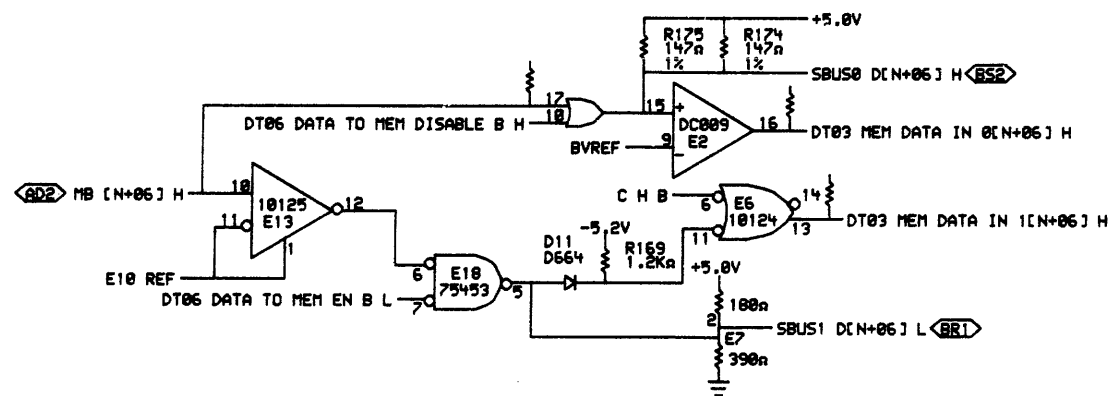 +5.0V
R175 R174
147Ω 147Ω
1% 1%
SBUS0 D[N+06] H BS2
17
18
DT06 DATA TO MEM DISABLE B H
15 +
DC009
E2
16
9 -
BVREF
DT03 MEM DATA IN 0[N+06] H
AD2 MB [N+06] H
10
10125
E13
12
11
1
E10 REF
C H B
6
E6
10124
14
13
11
DT03 MEM DATA IN 1[N+06] H
-5.2V
D11
D664
R169
1.2KΩ
6
E18
75453
5
7
DT06 DATA TO MEM EN B L
+5.0V
180Ω
2
E7
390Ω
SBUS1 D[N+06] L BR1